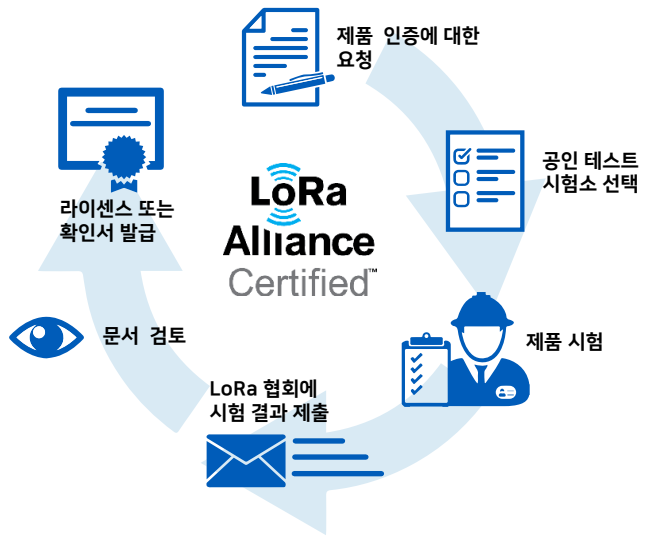 제품 인증에 대한
요청
공인 테스트
시험소 선택
제품 시험
LoRa 협회에
시험 결과 제출
문서 검토
라이센스 또는
확인서 발급
LoRa
Alliance
Certified™